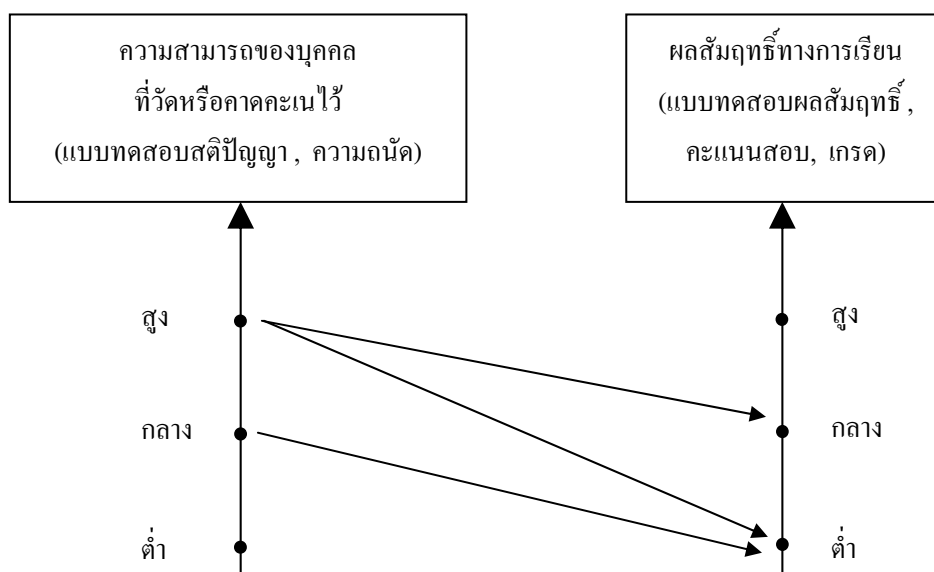 ความสามารถของบุคคล
ที่วัดหรือคาดคะเนไว้
(แบบทดสอบสติปัญญา , ความถนัด)
ผลสัมฤทธิ์ทางการเรียน
(แบบทดสอบผลสัมฤทธิ์ ,
คะแนนสอบ, เกรด)
สูง
สูง
กลาง
กลาง
ต่ำ
ต่ำ